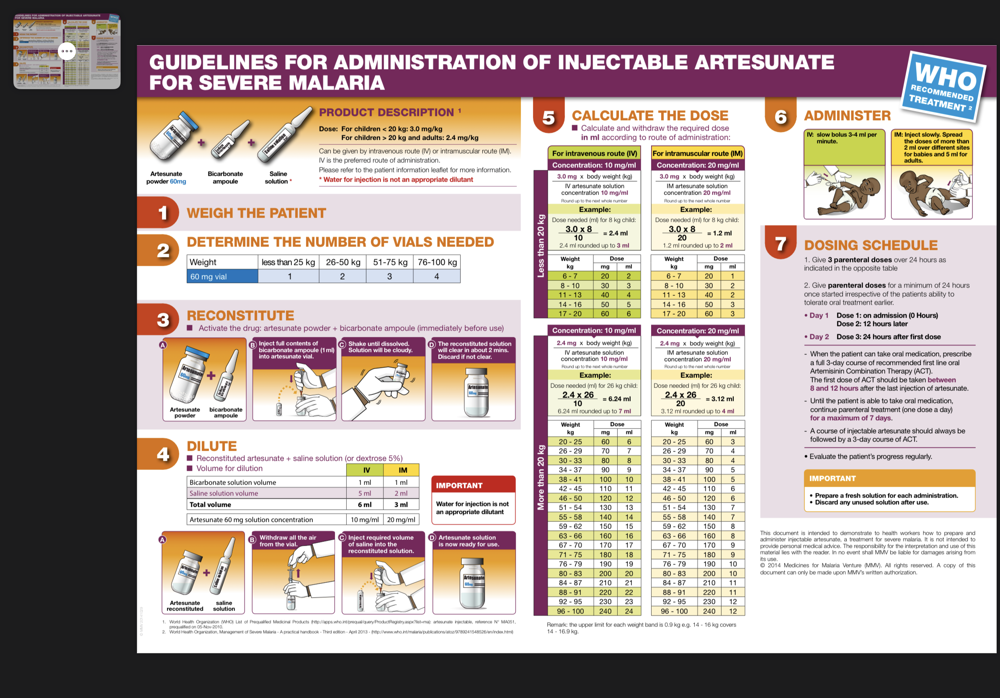 GUIDELINES FOR ADMINISTRATION OF INJECTABLE ARTESUNATE
FOR SEVERE MALARIA
WHO
RECOMMENDED
TREATMENT 2
PRODUCT DESCRIPTION 1
Dose: For children < 20 kg: 3.0 mg/kg
For children > 20 kg and adults: 2.4 mg/kg
Can be given by intravenous route (IV) or intramuscular route (IM).
IV is the preferred route of administration.
Please refer to the patient information leaflet for more information.
* Water for injection is not an appropriate dilutant
Artesunate
60mg
Sodium
Bicarbonate
Saline solution
Artesunate
powder 60mg
Bicarbonate
ampoule
Saline
solution *
1
WEIGH THE PATIENT
2
DETERMINE THE NUMBER OF VIALS NEEDED
Weight less than 25 kg 26-50 kg 51-75 kg 76-100 kg
60 mg vial 1 2 3 4
3
RECONSTITUTE
■ Activate the drug: artesunate powder + bicarbonate ampoule (immediately before use)
A
Artesunate
60mg
Artesunate
powder
bicarbonate
ampoule
B Inject full contents of
bicarbonate ampoule (1 ml)
into artesunate vial.
C Shake until dissolved.
Solution will be cloudy.
D The reconstituted solution
will clear in about 2 mins.
Discard if not clear.
Artesunate
60mg
4
DILUTE
■ Reconstituted artesunate + saline solution (or dextrose 5%)
■ Volume for dilution IV IM
Bicarbonate solution volume 1 ml 1 ml
Saline solution volume 5 ml 2 ml
Total volume 6 ml 3 ml
Artesunate 60 mg solution concentration 10 mg/ml 20 mg/ml
IMPORTANT
Water for injection is not
an appropriate dilutant
A
Artesunate
60mg
Saline solution
Artesunate
reconstituted
saline
solution
B Withdraw all the air
from the vial.
C Inject required volume
of saline into the
reconstituted solution.
D Artesunate solution
is now ready for use.
Artesunate
60mg
1. World Health Organization (WHO) List of Prequalified Medicinal Products (http://apps.who.int/prequal/query/ProductRegistry.aspx?list=ma): artesunate injectable, reference N° MA051,
prequalified on 05-Nov-2010.
2. World Health Organization, Management of Severe Malaria - A practical handbook - Third edition - April 2013 - (http://www.who.int/malaria/publications/atoz/9789241548526/en/index.html)
© MMV 20141029
5
CALCULATE THE DOSE
■ Calculate and withdraw the required dose
in ml according to route of administration:
Less than 20 kg
For intravenous route (IV)
Concentration: 10 mg/ml
3.0 mg x body weight (kg)
IV artesunate solution
concentration 10 mg/ml
Round up to the next whole number
Example:
Dose needed (ml) for 8 kg child:
3.0 x 8
10
= 2.4 ml
2.4 ml rounded up to 3 ml
Weight Dose
kg mg ml
6 - 7 20 2
8 - 10 30 3
11 - 13 40 4
14 - 16 50 5
17 - 20 60 6
For intramuscular route (IM)
Concentration: 20 mg/ml
3.0 mg x body weight (kg)
IM artesunate solution
concentration 20 mg/ml
Round up to the next whole number
Example:
Dose needed (ml) for 8 kg child:
3.0 x 8
20
= 1.2 ml
1.2 ml rounded up to 2 ml
Weight Dose
kg mg ml
6 - 7 20 1
8 - 10 30 2
11 - 13 40 2
14 - 16 50 3
17 - 20 60 3
More than 20 kg
Concentration: 10 mg/ml
2.4 mg x body weight (kg)
IV artesunate solution
concentration 10 mg/ml
Round up to the next whole number
Example:
Dose needed (ml) for 26 kg child:
2.4 x 26
10
= 6.24 ml
6.24 ml rounded up to 7 ml
Weight Dose
kg mg ml
20 - 25 60 6
26 - 29 70 7
30 - 33 80 8
34 - 37 90 9
38 - 41 100 10
42 - 45 110 11
46 - 50 120 12
51 - 54 130 13
55 - 58 140 14
59 - 62 150 15
63 - 66 160 16
67 - 70 170 17
71 - 75 180 18
76 - 79 190 19
80 - 83 200 20
84 - 87 210 21
88 - 91 220 22
92 - 95 230 23
96 - 100 240 24
Concentration: 20 mg/ml
2.4 mg x body weight (kg)
IM artesunate solution
concentration 20 mg/ml
Round up to the next whole number
Example:
Dose needed (ml) for 26 kg child:
2.4 x 26
20
= 3.12 ml
3.12 ml rounded up to 4 ml
Weight Dose
kg mg ml
20 - 25 60 3
26 - 29 70 4
30 - 33 80 4
34 - 37 90 5
38 - 41 100 5
42 - 45 110 6
46 - 50 120 6
51 - 54 130 7
55 - 58 140 7
59 - 62 150 8
63 - 66 160 8
67 - 70 170 9
71 - 75 180 9
76 - 79 190 10
80 - 83 200 10
84 - 87 210 11
88 - 91 220 11
92 - 95 230 12
96 - 100 240 12
Remark: the upper limit for each weight band is 0.9 kg e.g. 14 - 16 kg covers
14 - 16.9 kg.
6
ADMINISTER
IV: slow bolus 3-4 ml per
minute.
IM: Inject slowly. Spread
the doses of more than
2 ml over different sites
for babies and 5 ml for
adults.
7
DOSING SCHEDULE
1. Give 3 parenteral doses over 24 hours as
indicated in the opposite table
2. Give parenteral doses for a minimum of 24 hours
once started irrespective of the patients ability to
tolerate oral treatment earlier.
• Day 1 Dose 1: on admission (0 Hours)
Dose 2: 12 hours later
• Day 2 Dose 3: 24 hours after first dose
- When the patient can take oral medication, prescribe
a full 3-day course of recommended first line oral
Artemisinin Combination Therapy (ACT).
The first dose of ACT should be taken between
8 and 12 hours after the last injection of artesunate.
- Until the patient is able to take oral medication,
continue parenteral treatment (one dose a day)
for a maximum of 7 days.
- A course of injectable artesunate should always be
followed by a 3-day course of ACT.
• Evaluate the patient's progress regularly.
IMPORTANT
• Prepare a fresh solution for each administration.
• Discard any unused solution after use.
This document is intended to demonstrate to health workers how to prepare and
administer injectable artesunate, a treatment for severe malaria. It is not intended to
provide personal medical advice. The responsibility for the interpretation and use of this
material lies with the reader. In no event shall MMV be liable for damages arising from
its use.
© 2014 Medicines for Malaria Venture (MMV). All rights reserved. A copy of this
document can only be made upon MMV's written authorization.